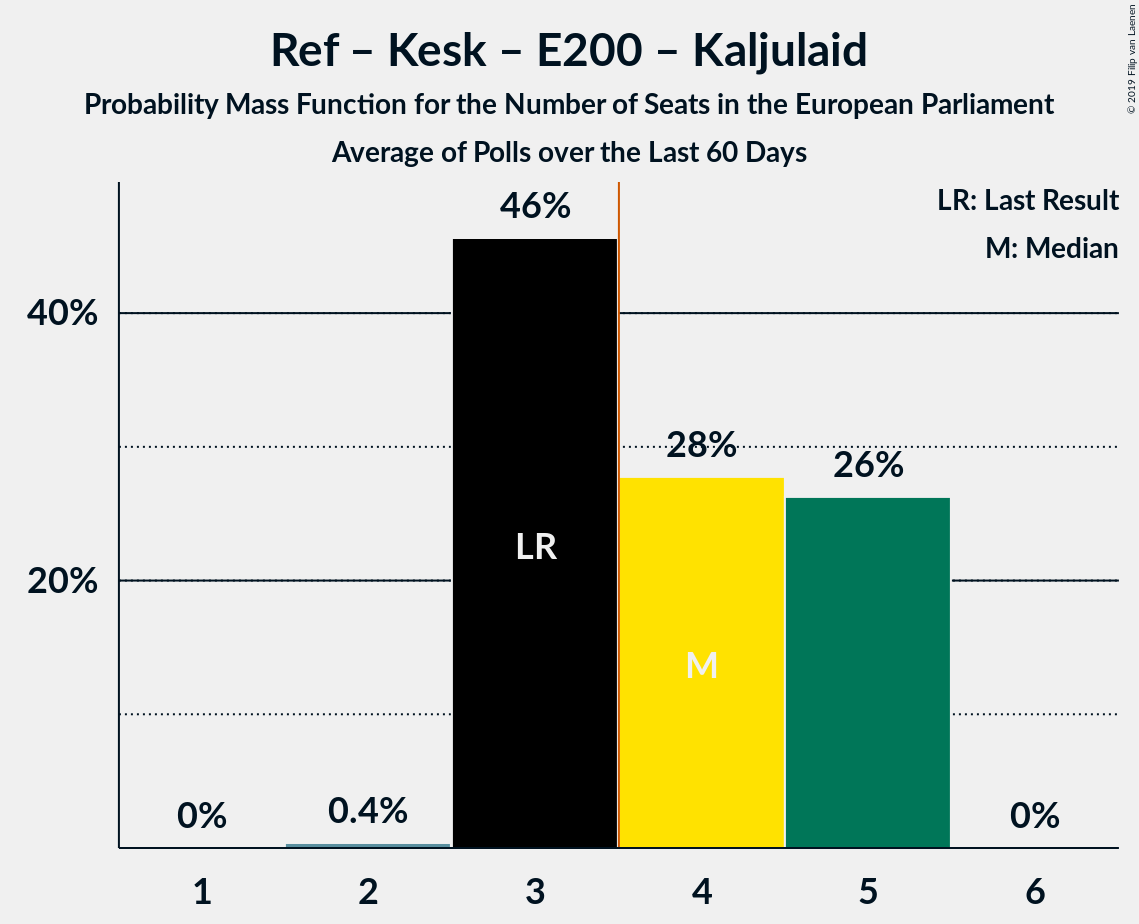 Ref – Kesk – E200 – Kaljulaid
Probability Mass Function for the Number of Seats in the European Parliament
Average of Polls over the Last 60 Days
© 2019 Filip van Laenen
LR: Last Result
M: Median
46%
40%
28%
26%
LR
20%
M
0%
0.4%
0%
1 2 3 4 5 6